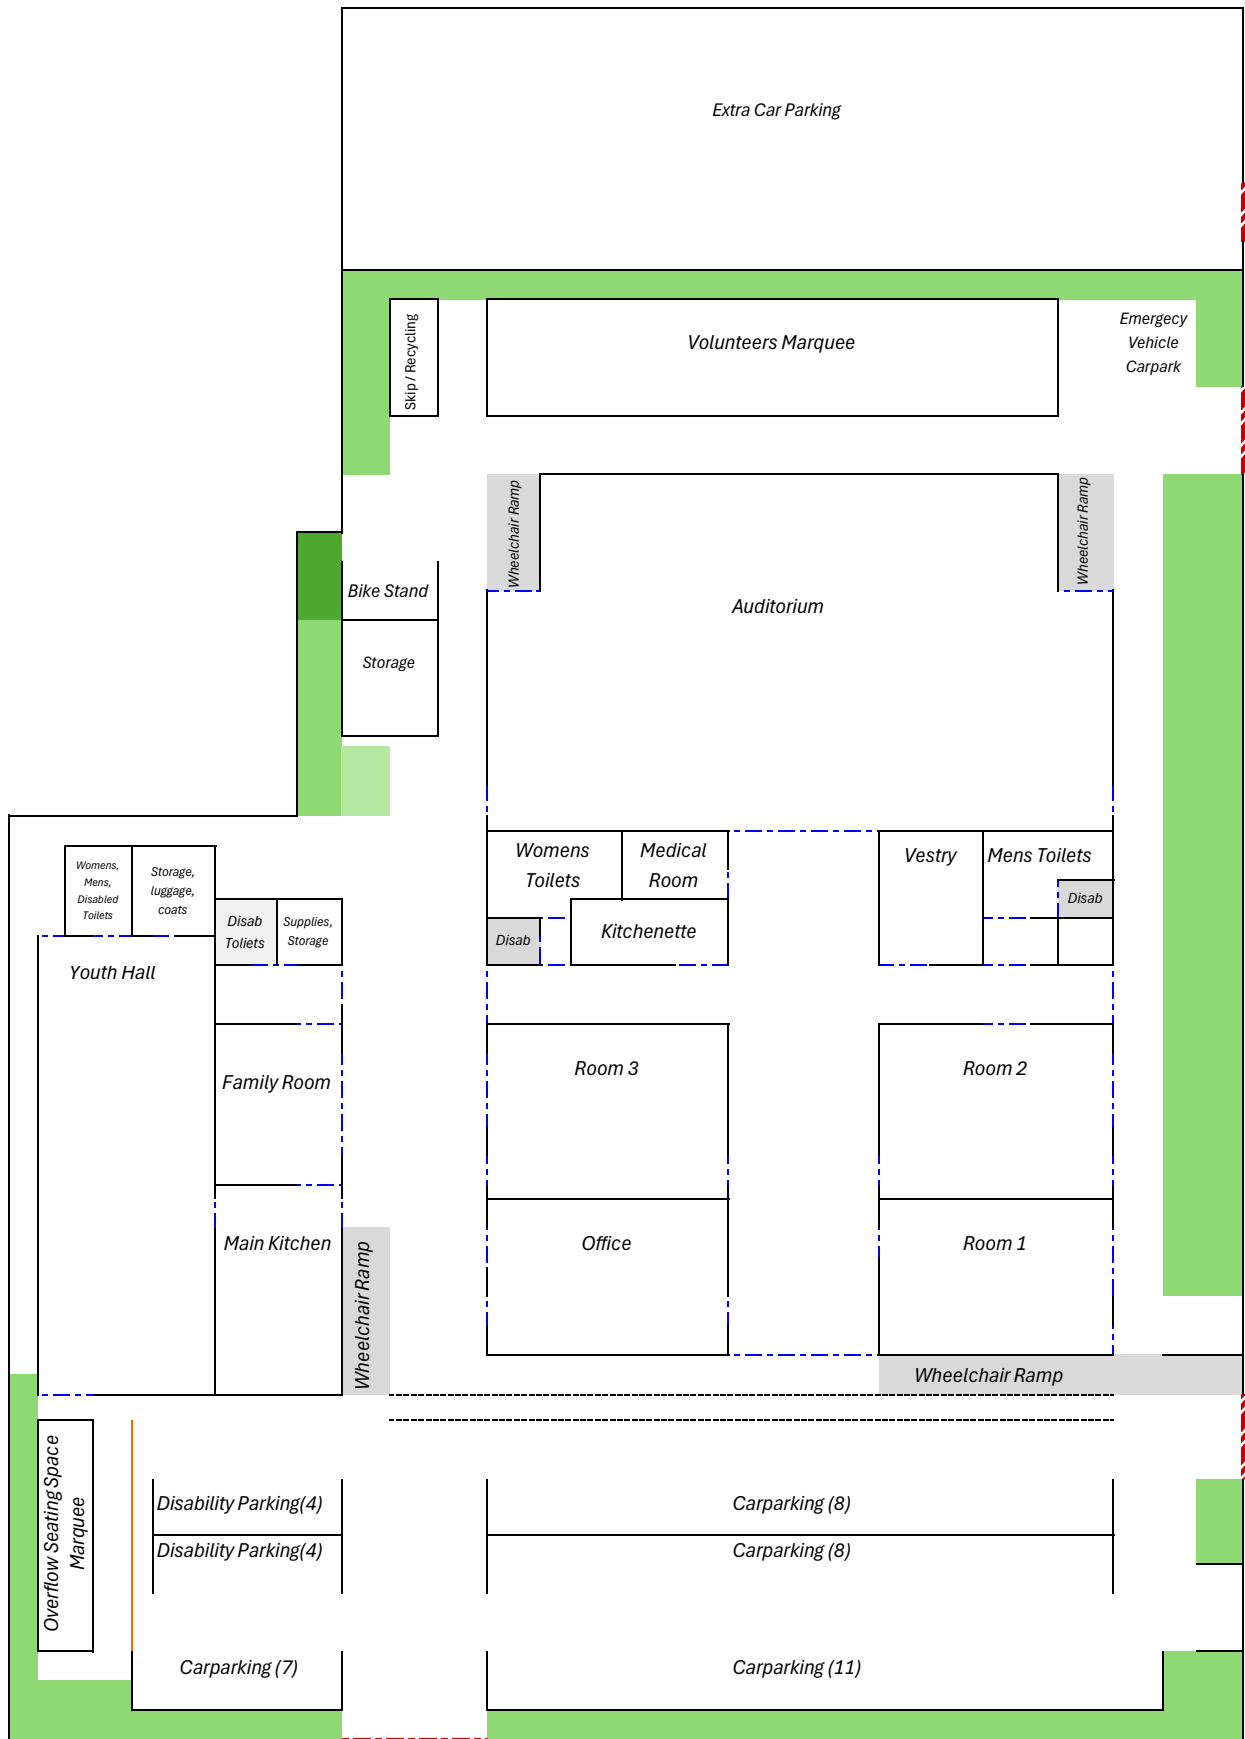 Extra Car Parking
Skip / Recycling
Volunteers Marquee
Emergecy
Vehicle
Carpark
Wheelchair Ramp
Wheelchair Ramp
Bike Stand
Auditorium
Storage
Womens
Toilets
Medical
Room
Vestry
Mens Toilets
Womens,
Mens,
Disabled
Toilets
Storage,
luggage,
coats
Disab
Toliets
Supplies,
Storage
Disab
Kitchenette
Disab
Youth Hall
Family Room
Room 3
Room 2
Main Kitchen
Wheelchair Ramp
Office
Room 1
Wheelchair Ramp
Overflow Seating Space
Marquee
Disability Parking(4)
Disability Parking(4)
Carparking (8)
Carparking (8)
Carparking (7)
Carparking (11)